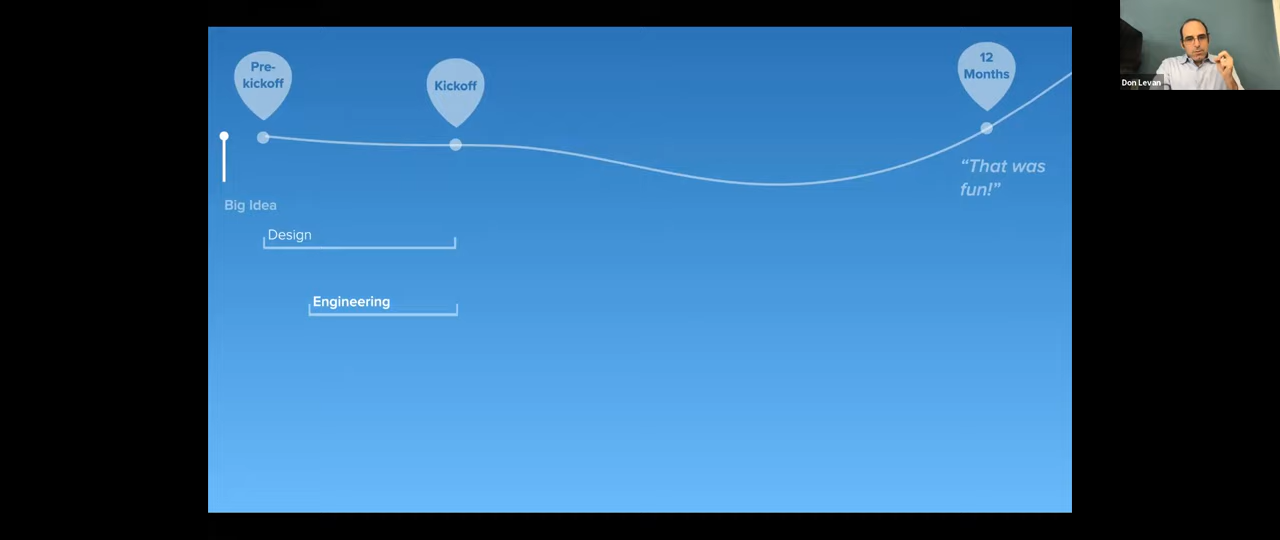 Pre-
kickoff
Kickoff
12
Months
Don Levan
“That was
fun!”
Big Idea
Design
Engineering